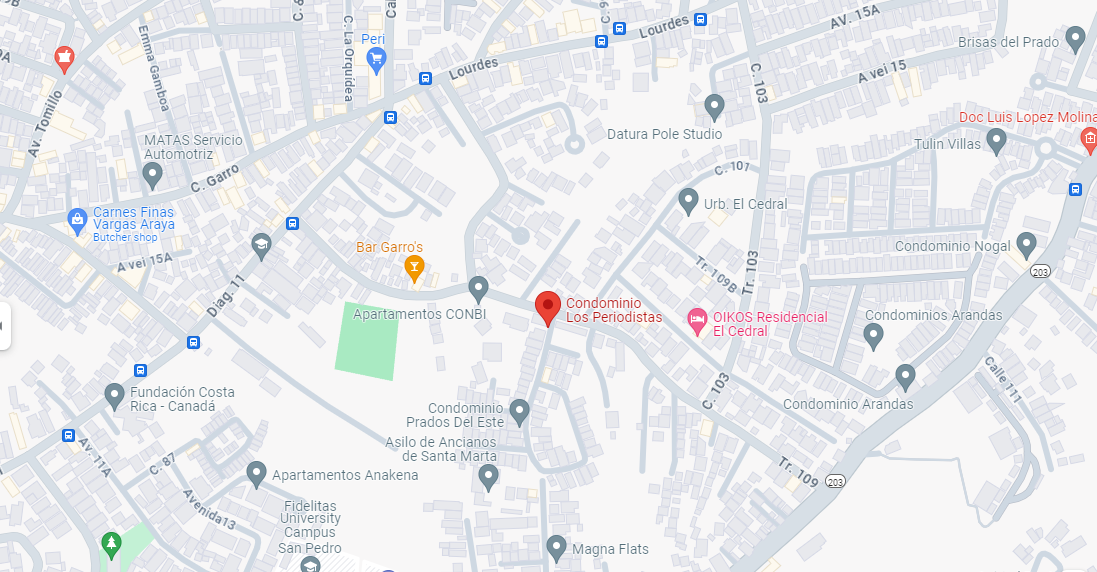 C. 8
C. La Orquídea
Ca
C. 6
Lourdes
AV. 15A
Peri
Emma Gamboa
9A
Lourdes
C. 103
A vei 15
Brisas del Prado
Av. Tomillo
Datura Pole Studio
Doc Luis Lopez Molina
MATAS Servicio
Automotriz
Tulin Villas
C. Garro
C. 101
Urb. El Cedral
Carnes Finas
Vargas Araya
Butcher shop
Bar Garro's
Condominio Nogal
A vei 15A
Tr. 103
Tr. 109B
203
Diag. 11
Apartamentos CONBI
Condominio
Los Periodistas
OIKOS Residencial
El Cedral
Condominios Arandas
Calle 111
C. 103
Fundación Costa
Rica - Canadá
Condominio
Prados Del Este
Condominio Arandas
Asilo de Ancianos
de Santa Marta
Av. 11A
C. 87
Tr. 109
203
Apartamentos Anakena
Avenida13
Fidelitas
University
Campus
San Pedro
Magna Flats